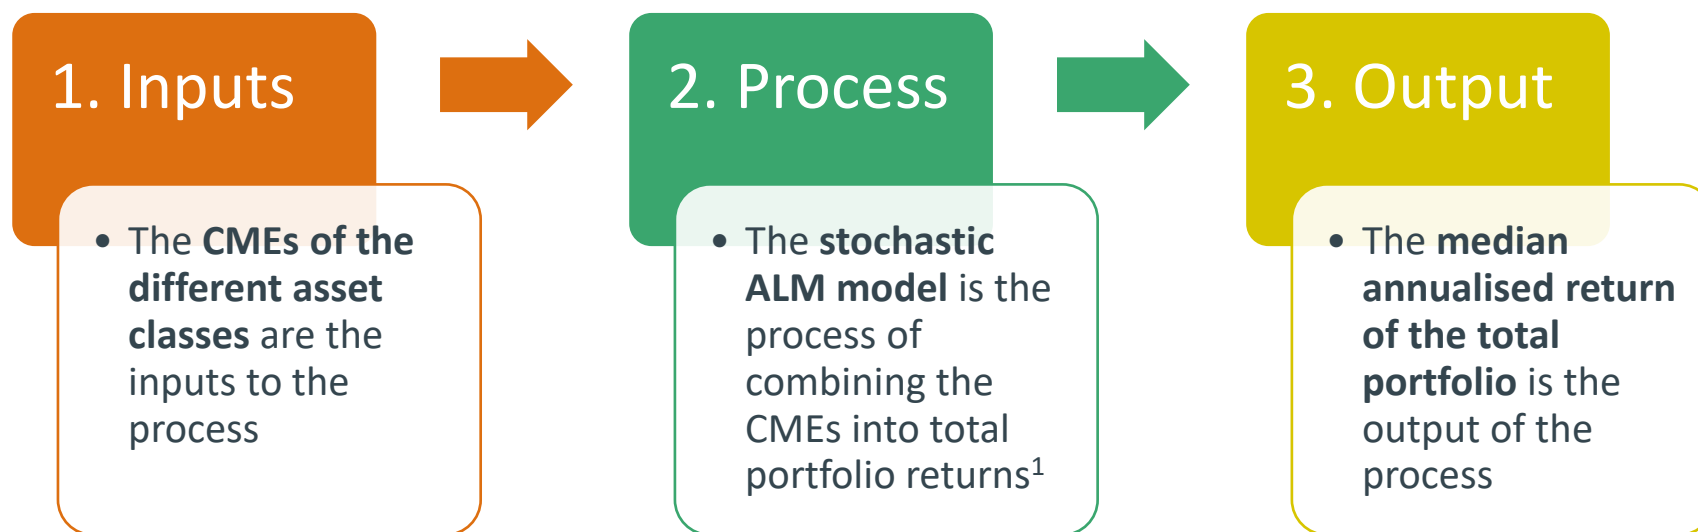 1. Inputs
• The CMEs of the
different asset
classes are the
inputs to the
process
2. Process
• The stochastic
ALM model is the
process of
combining the
CMEs into total
portfolio returns¹
3. Output
• The median
annualised return
of the total
portfolio is the
output of the
process